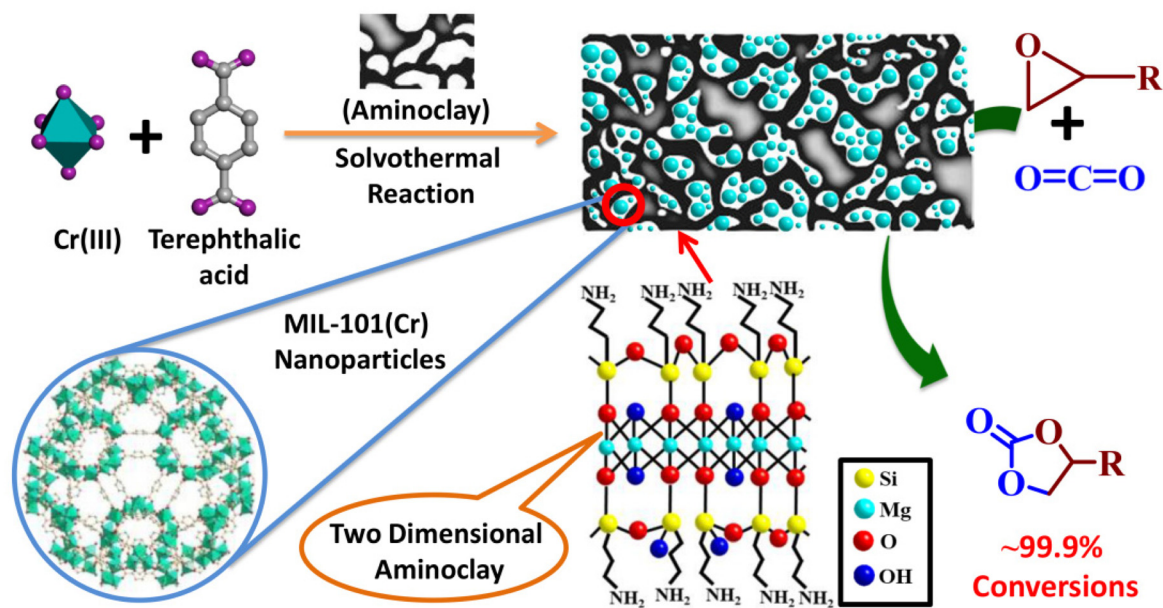 Cr(III)
+
Terephthalic
acid
(Aminoclay)
Solvothermal
Reaction
O
R
+
O=C=O
MIL-101(Cr)
Nanoparticles
NH2 NH2 NH2 NH2 NH2
Two Dimensional
Aminoclay
NH2 NH2 NH2 NH2 NH2
Si
Mg
O
OH
O
O
O
R
~99.9%
Conversions